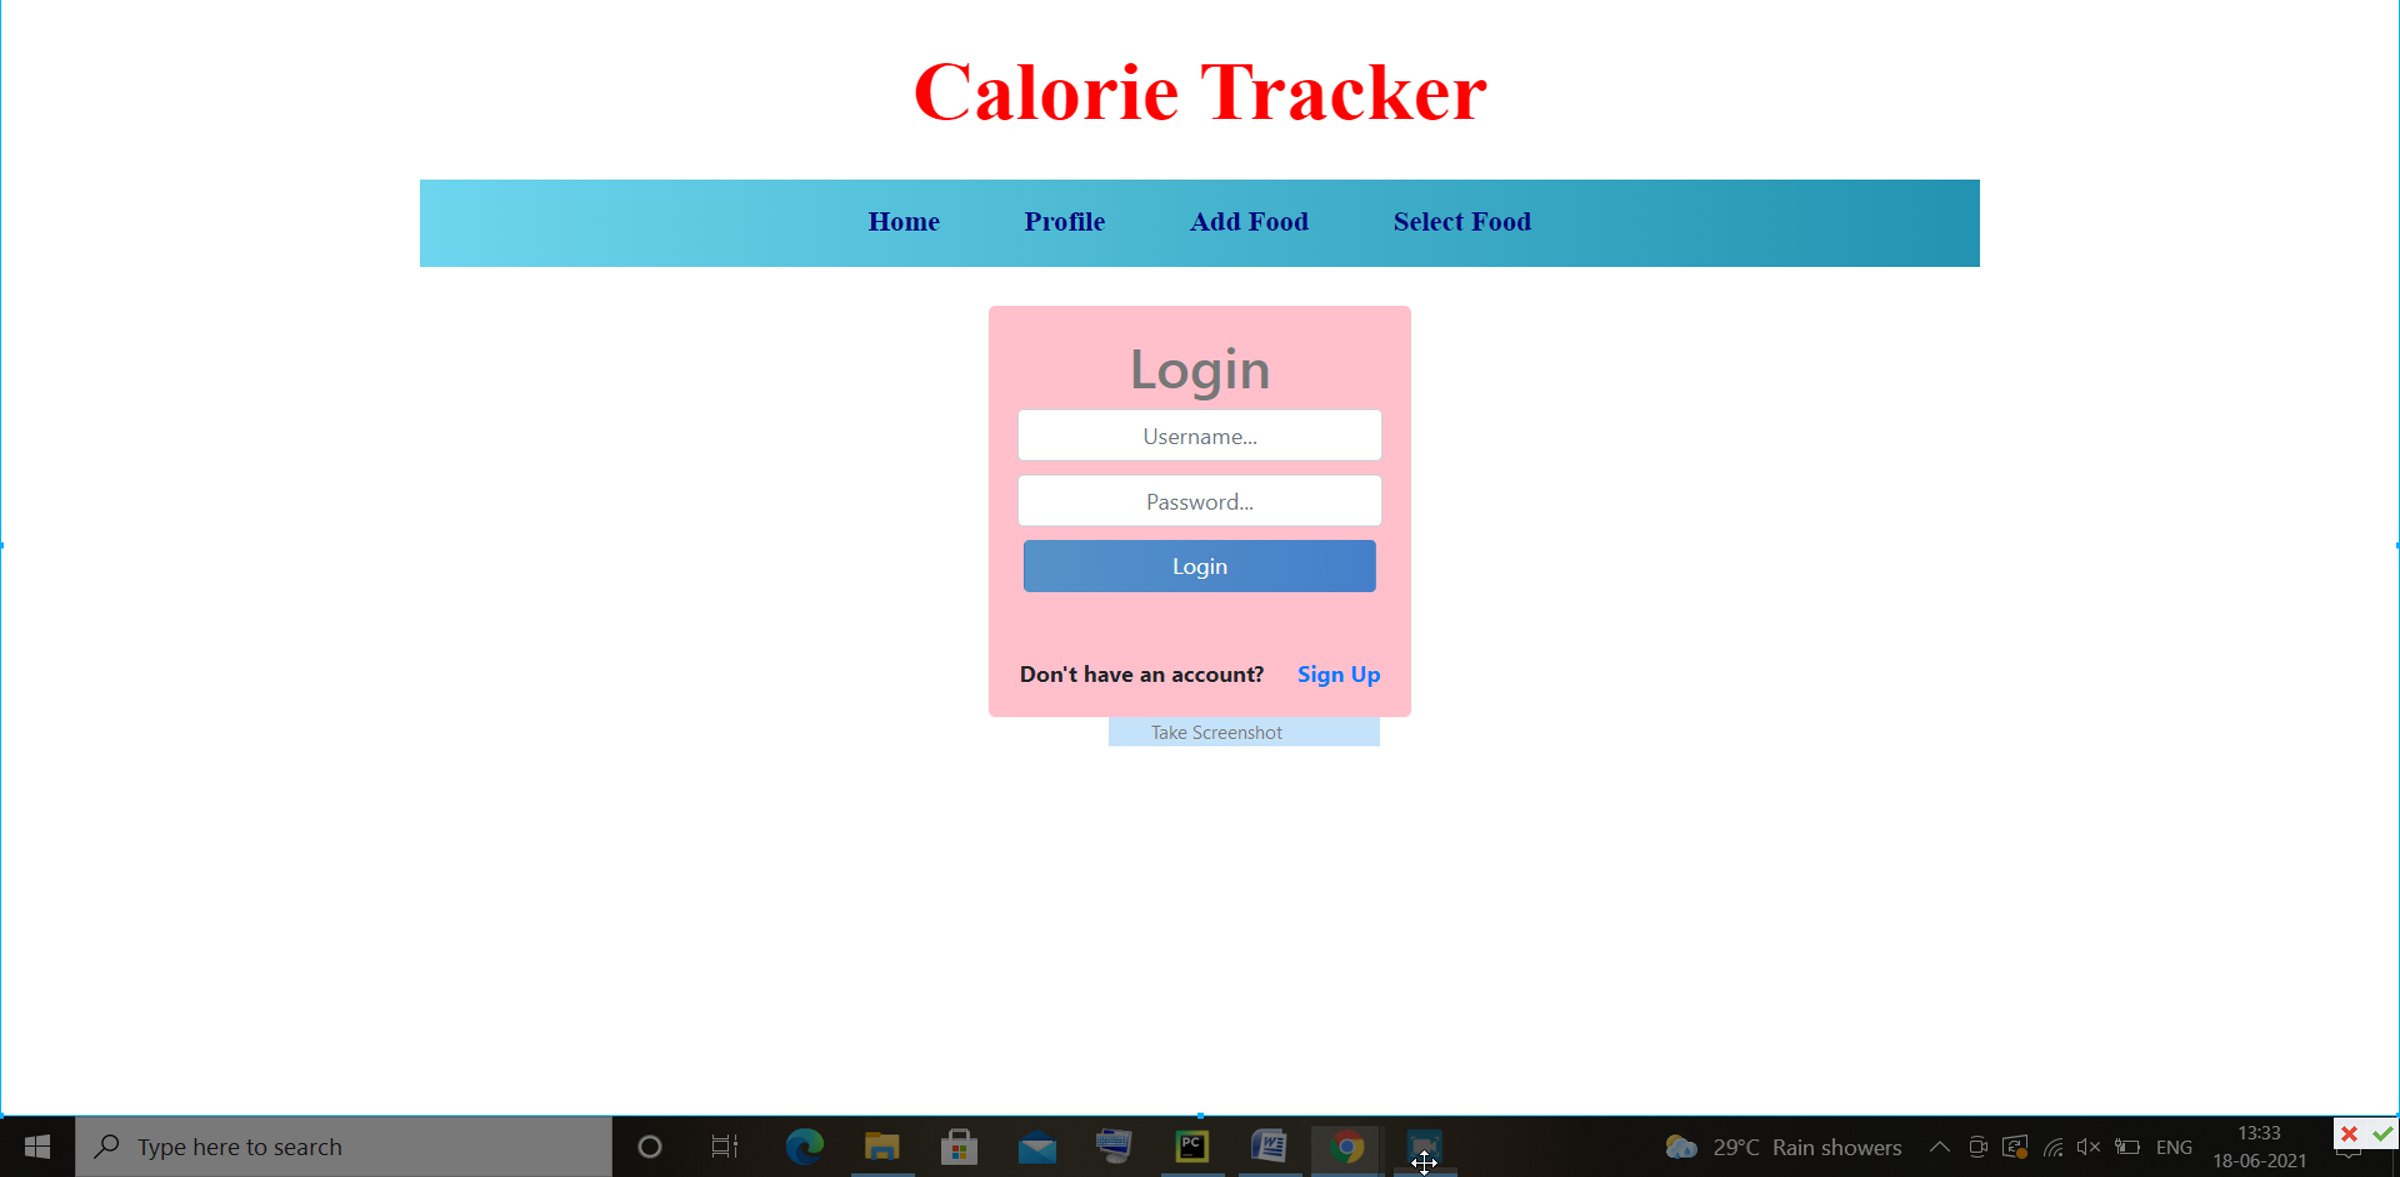 Calorie Tracker
Home Profile Add Food Select Food
Login
Username...
Password...
Login
Don't have an account? Sign Up
Take Screenshot
Type here to search
PC
W
29°C Rain showers
ENG
13:33
18-06-2021